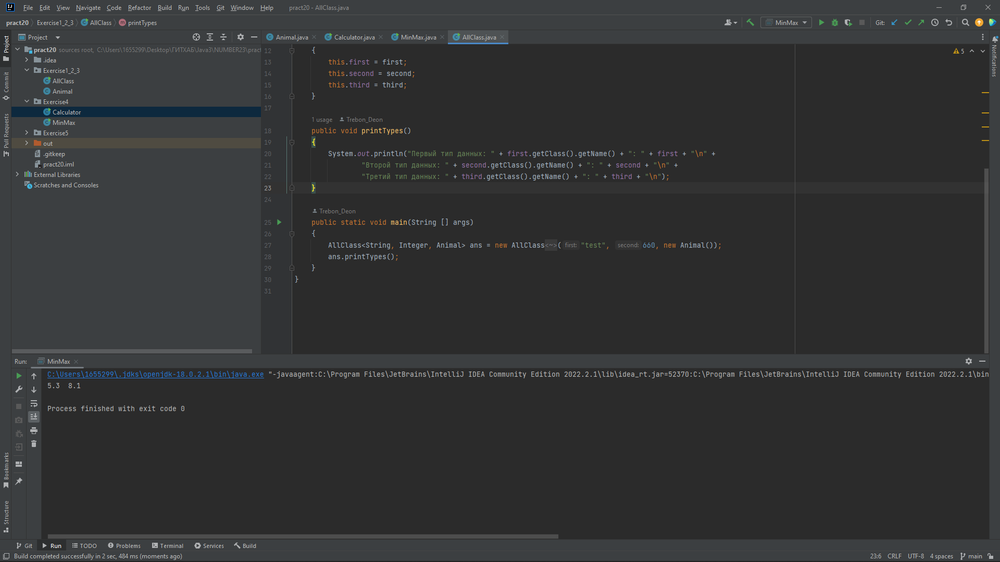 File Edit View Navigate Code Refactor Build Run Tools Git Window Help pract20 - AllClass.java
pract20 Exercise1_2_3 AllClass printTypes
MinMax
Git:
Project
Animal.java Calculator.java MinMax.java AllClass.java
pract20 sources root, C:\Users\1655299\Desktop\ГИТХАБ\Java3\NUMBER23\pract
.idea
Exercise1_2_3
AllClass
Animal
Exercise4
Calculator
MinMax
Exercise5
out
.gitkeep
pract20.iml
External Libraries
Scratches and Consoles
Project
Commit
Pull Requests
Bookmarks
Structure
Notifications
5
12 {
13 this.first = first;
14 this.second = second;
15 this.third = third;
16 }
17
1 usage Trebon_Deon
18 public void printTypes()
19 {
20 System.out.println("Первый тип данных: " + first.getClass().getName() + ": " + first + "\n" +
21 "Второй тип данных: " + second.getClass().getName() + ": " + second + "\n" +
22 "Третий тип данных: " + third.getClass().getName() + ": " + third + "\n");
23 }
24
Trebon_Deon
25 public static void main(String [] args)
26 {
27 AllClass<String, Integer, Animal> ans = new AllClass<~>( first: "test", second: 660, new Animal());
28 ans.printTypes();
29 }
30 }
31
Run: MinMax
C:\Users\1655299\.jdks\openjdk-18.0.2.1\bin\java.exe "-javaagent:C:\Program Files\JetBrains\IntelliJ IDEA Community Edition 2022.2.1\lib\idea_rt.jar=52370:C:\Program Files\JetBrains\IntelliJ IDEA Community Edition 2022.2.1\bin
5.3 8.1
Process finished with exit code 0
Git Run TODO Problems Terminal Services Build
Build completed successfully in 2 sec, 484 ms (moments ago)
23:6 CRLF UTF-8 4 spaces main